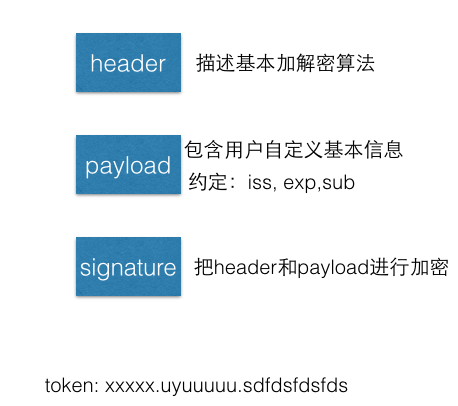 header 描述基本加解密算法
包含用户自定义基本信息
payload
约定：iss, exp,sub
signature 把header和payload进行加密
token: xxxxx.uyuuuuu.sdfdsfdsfds